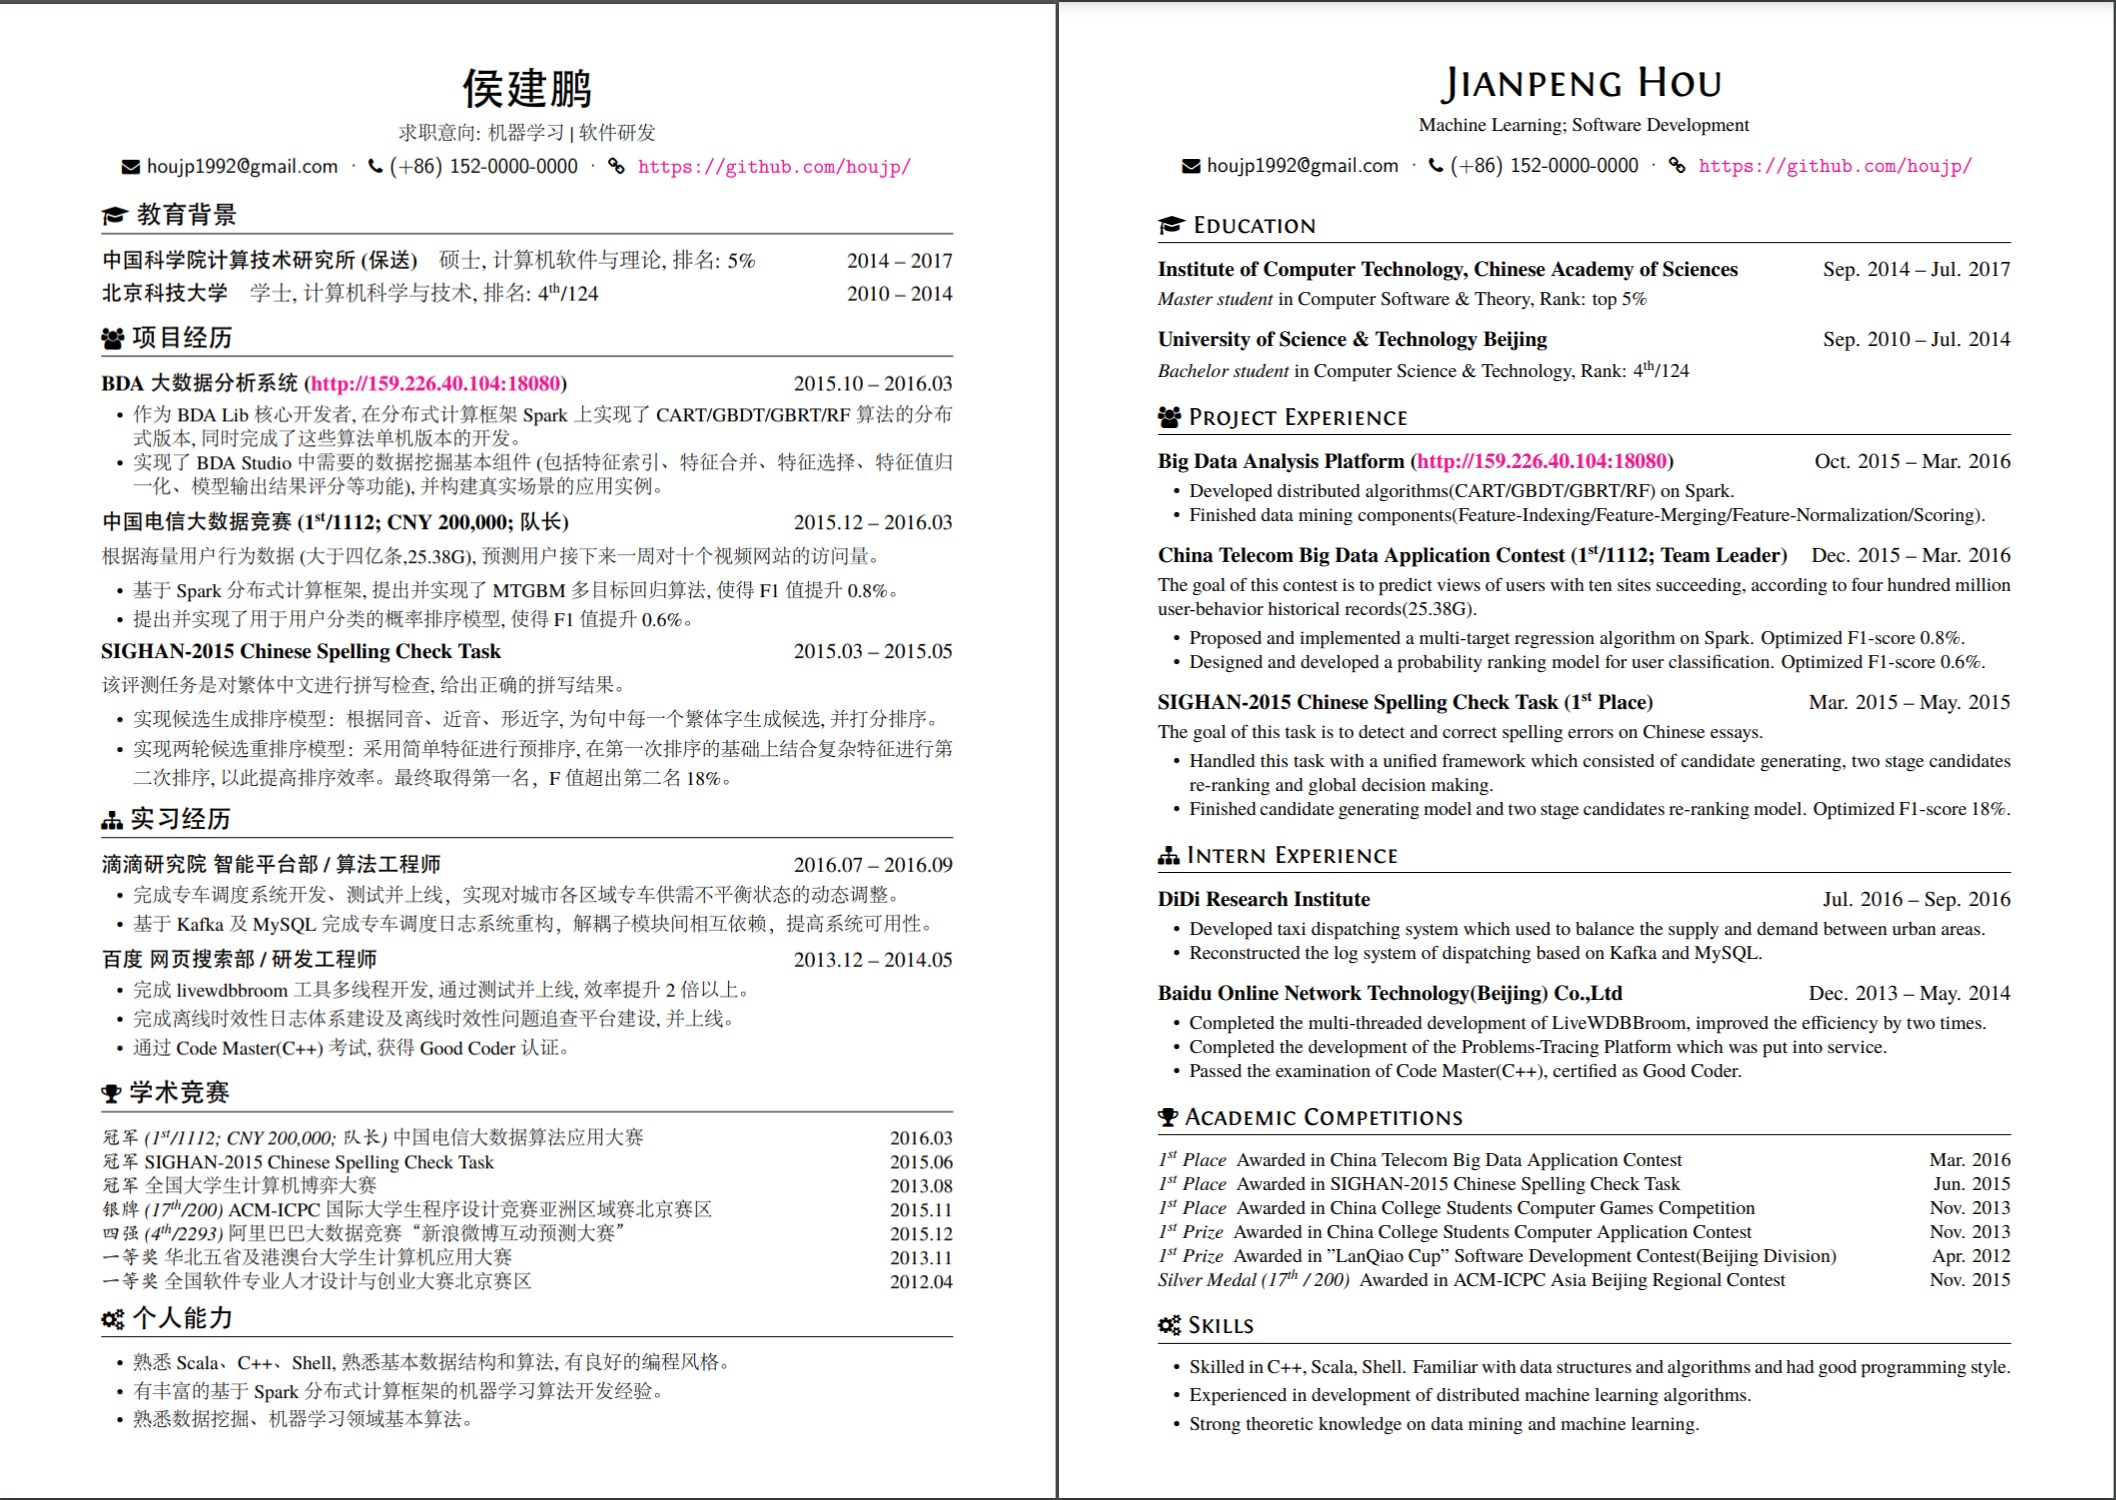 侯建鹏
求职意向: 机器学习 | 软件研发
houjp1992@gmail.com · (+86) 152-0000-0000 · https://github.com/houjp/
教育背景
中国科学院计算技术研究所 (保送) 硕士, 计算机软件与理论, 排名: 5% 2014 – 2017
北京科技大学 学士, 计算机科学与技术, 排名: 4th/124 2010 – 2014
项目经历
BDA 大数据分析系统 (http://159.226.40.104:18080) 2015.10 – 2016.03
• 作为 BDA Lib 核心开发者, 在分布式计算框架 Spark 上实现了 CART/GBDT/GBRT/RF 算法的分布
式版本, 同时完成了这些算法单机版本的开发。
• 实现了 BDA Studio 中需要的数据挖掘基本组件 (包括特征索引、特征合并、特征选择、特征值归
一化、模型输出结果评分等功能), 并构建真实场景的应用实例。
中国电信大数据竞赛 (1st/1112; CNY 200,000; 队长) 2015.12 – 2016.03
根据海量用户行为数据 (大于四亿条,25.38G), 预测用户接下来一周对十个视频网站的访问量。
• 基于 Spark 分布式计算框架, 提出并实现了 MTGBM 多目标回归算法, 使得 F1 值提升 0.8%。
• 提出并实现了用于用户分类的概率排序模型, 使得 F1 值提升 0.6%。
SIGHAN-2015 Chinese Spelling Check Task 2015.03 – 2015.05
该评测任务是对繁体中文进行拼写检查, 给出正确的拼写结果。
• 实现候选生成排序模型：根据同音、近音、形近字, 为句中每一个繁体字生成候选, 并打分排序。
• 实现两轮候选重排序模型：采用简单特征进行预排序, 在第一次排序的基础上结合复杂特征进行第
二次排序, 以此提高排序效率。最终取得第一名，F 值超出第二名 18%。
实习经历
滴滴研究院 智能平台部 / 算法工程师 2016.07 – 2016.09
• 完成专车调度系统开发、测试并上线，实现对城市各区域专车供需不平衡状态的动态调整。
• 基于 Kafka 及 MySQL 完成专车调度日志系统重构，解耦子模块间相互依赖，提高系统可用性。
百度 网页搜索部 / 研发工程师 2013.12 – 2014.05
• 完成 livewdbbroom 工具多线程开发, 通过测试并上线, 效率提升 2 倍以上。
• 完成离线时效性日志体系建设及离线时效性问题追查平台建设, 并上线。
• 通过 Code Master(C++) 考试, 获得 Good Coder 认证。
学术竞赛
冠军 (1st/1112; CNY 200,000; 队长) 中国电信大数据算法应用大赛 2016.03
冠军 SIGHAN-2015 Chinese Spelling Check Task 2015.06
冠军 全国大学生计算机博弈大赛 2013.08
银牌 (17th/200) ACM-ICPC 国际大学生程序设计竞赛亚洲区域赛北京赛区 2015.11
四强 (4th/2293) 阿里巴巴大数据竞赛“新浪微博互动预测大赛” 2015.12
一等奖 华北五省及港澳台大学生计算机应用大赛 2013.11
一等奖 全国软件专业人才设计与创业大赛北京赛区 2012.04
个人能力
• 熟悉 Scala、C++、Shell, 熟悉基本数据结构和算法, 有良好的编程风格。
• 有丰富的基于 Spark 分布式计算框架的机器学习算法开发经验。
• 熟悉数据挖掘、机器学习领域基本算法。
JIANPENG HOU
Machine Learning; Software Development
houjp1992@gmail.com · (+86) 152-0000-0000 · https://github.com/houjp/
EDUCATION
Institute of Computer Technology, Chinese Academy of Sciences Sep. 2014 – Jul. 2017
Master student in Computer Software & Theory, Rank: top 5%
University of Science & Technology Beijing Sep. 2010 – Jul. 2014
Bachelor student in Computer Science & Technology, Rank: 4th/124
PROJECT EXPERIENCE
Big Data Analysis Platform (http://159.226.40.104:18080) Oct. 2015 – Mar. 2016
• Developed distributed algorithms(CART/GBDT/GBRT/RF) on Spark.
• Finished data mining components(Feature-Indexing/Feature-Merging/Feature-Normalization/Scoring).
China Telecom Big Data Application Contest (1st/1112; Team Leader) Dec. 2015 – Mar. 2016
The goal of this contest is to predict views of users with ten sites succeeding, according to four hundred million
user-behavior historical records(25.38G).
• Proposed and implemented a multi-target regression algorithm on Spark. Optimized F1-score 0.8%.
• Designed and developed a probability ranking model for user classification. Optimized F1-score 0.6%.
SIGHAN-2015 Chinese Spelling Check Task (1st Place) Mar. 2015 – May. 2015
The goal of this task is to detect and correct spelling errors on Chinese essays.
• Handled this task with a unified framework which consisted of candidate generating, two stage candidates
re-ranking and global decision making.
• Finished candidate generating model and two stage candidates re-ranking model. Optimized F1-score 18%.
INTERN EXPERIENCE
DiDi Research Institute Jul. 2016 – Sep. 2016
• Developed taxi dispatching system which used to balance the supply and demand between urban areas.
• Reconstructed the log system of dispatching based on Kafka and MySQL.
Baidu Online Network Technology(Beijing) Co.,Ltd Dec. 2013 – May. 2014
• Completed the multi-threaded development of LiveWDBBroom, improved the efficiency by two times.
• Completed the development of the Problems-Tracing Platform which was put into service.
• Passed the examination of Code Master(C++), certified as Good Coder.
ACADEMIC COMPETITIONS
1st Place Awarded in China Telecom Big Data Application Contest Mar. 2016
1st Place Awarded in SIGHAN-2015 Chinese Spelling Check Task Jun. 2015
1st Place Awarded in China College Students Computer Games Competition Nov. 2013
1st Prize Awarded in China College Students Computer Application Contest Nov. 2013
1st Prize Awarded in ”LanQiao Cup” Software Development Contest(Beijing Division) Apr. 2012
Silver Medal (17th / 200) Awarded in ACM-ICPC Asia Beijing Regional Contest Nov. 2015
SKILLS
• Skilled in C++, Scala, Shell. Familiar with data structures and algorithms and had good programming style.
• Experienced in development of distributed machine learning algorithms.
• Strong theoretic knowledge on data mining and machine learning.